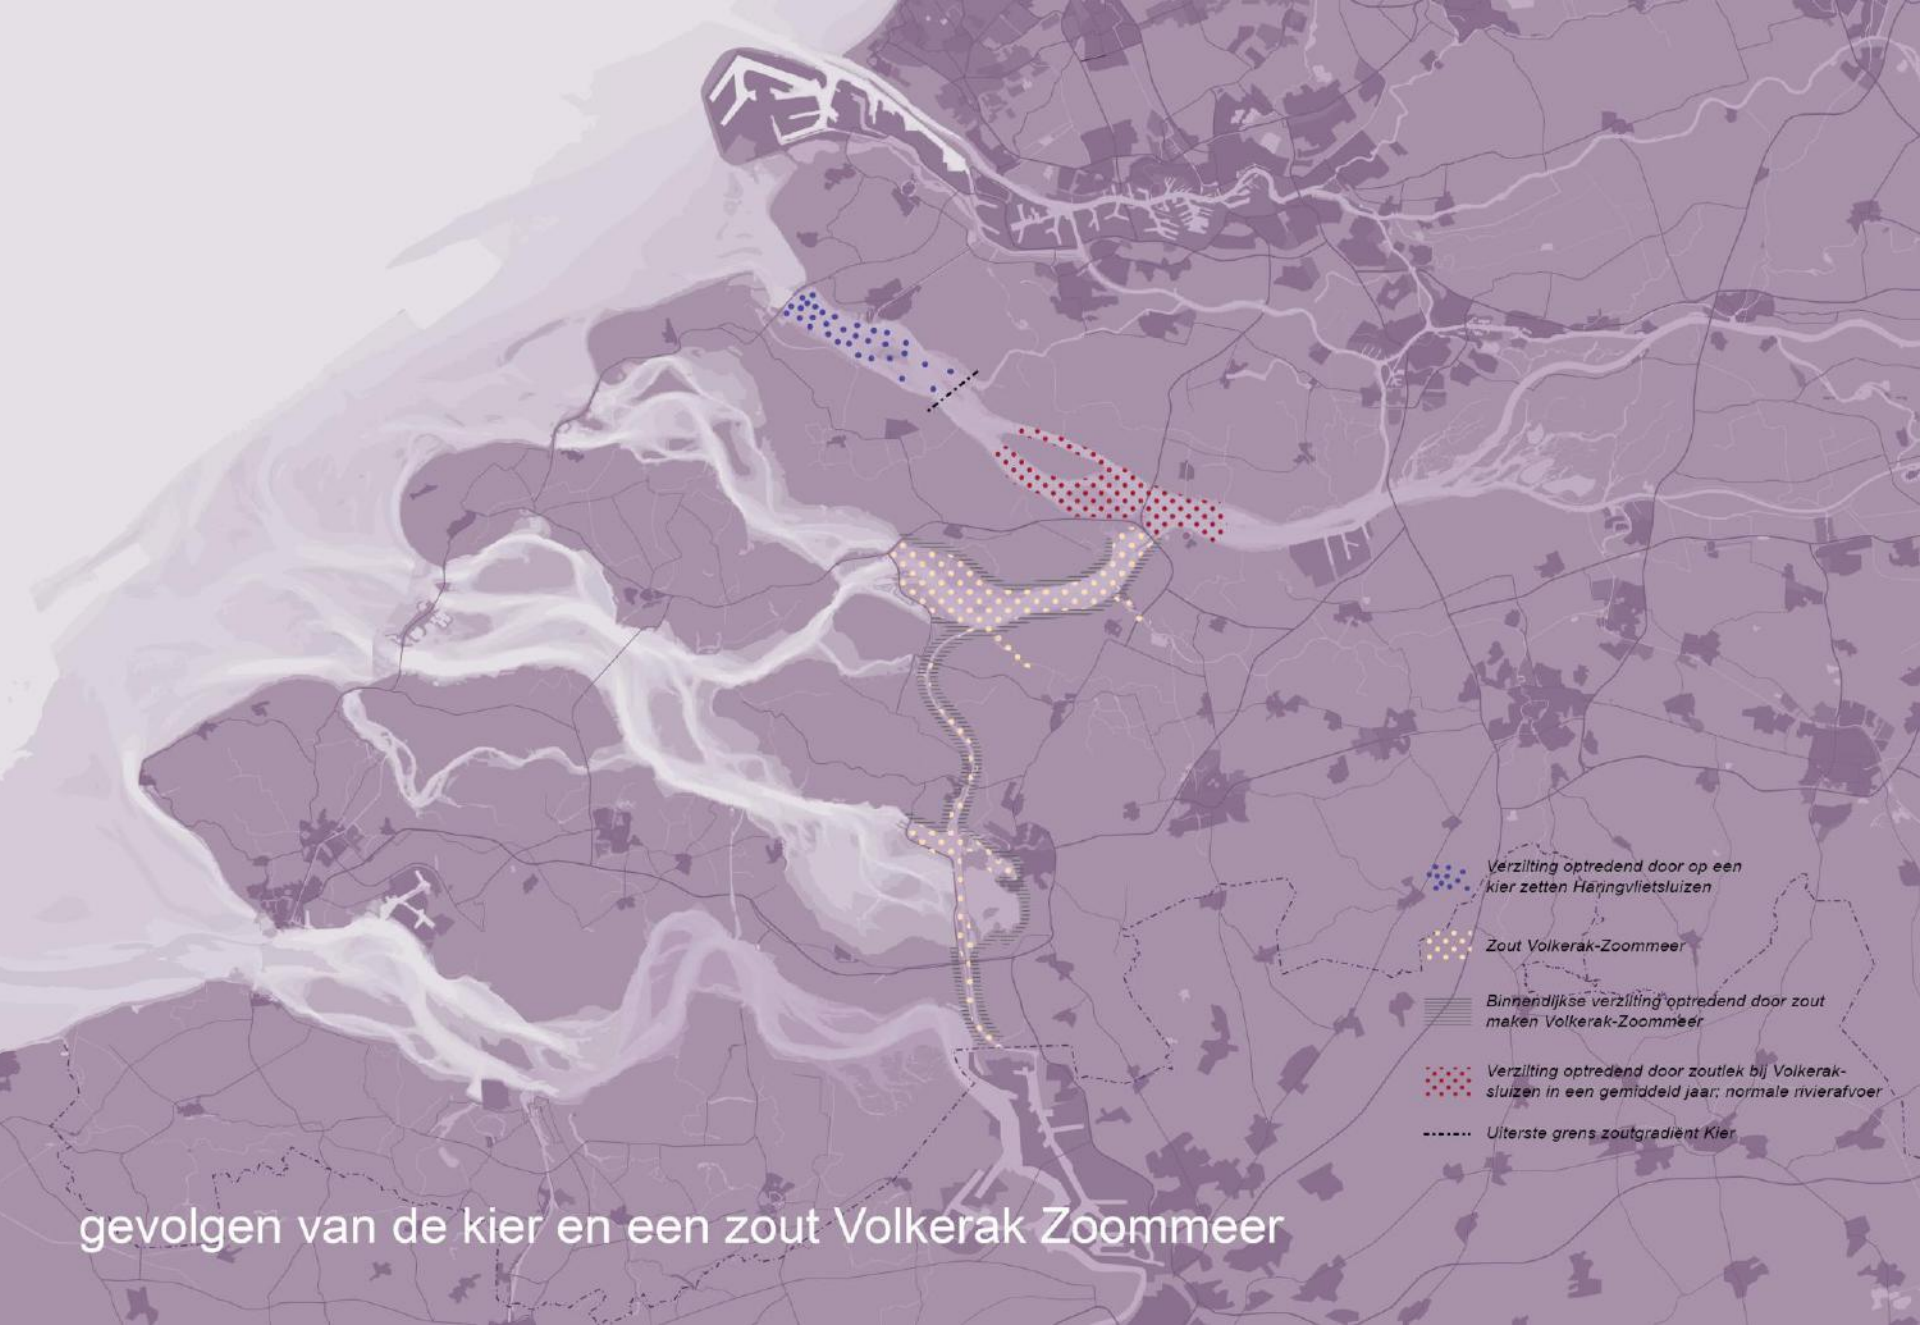 Verzilting optredend door op een
kier zetten Haringvlietsluizen
Zout Volkerak-Zoommeer
Binnendijkse verzilting optredend door zout
maken Volkerak-Zoommeer
Verzilting optredend door zoutlek bij Volkerak-
sluizen in een gemiddeld jaar; normale rivierafvoer
Uiterste grens zoutgradiënt Kier
gevolgen van de kier en een zout Volkerak Zoommeer